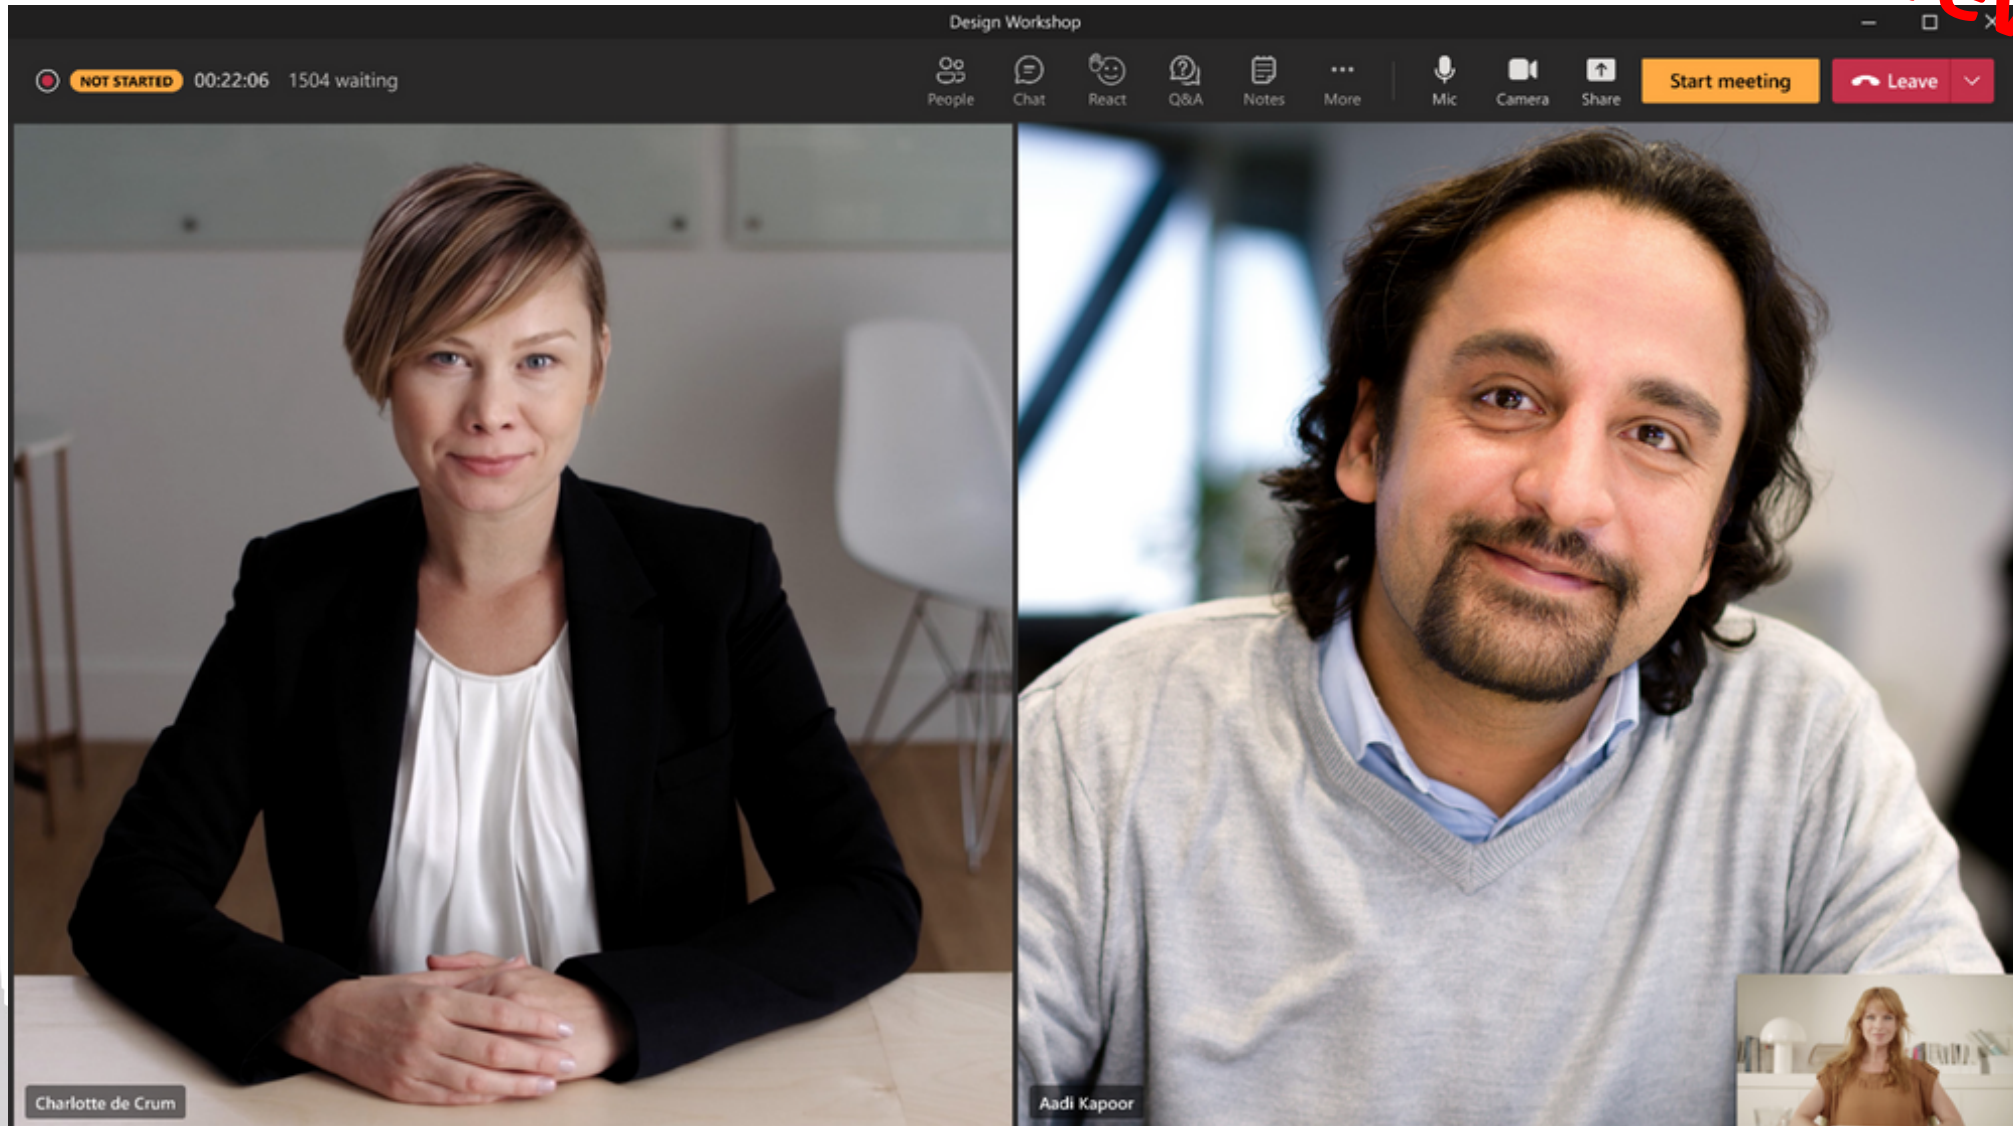 Design Workshop
NOT STARTED 00:22:06 1504 waiting
People Chat React Q&A Notes More Mic Camera Share Start meeting Leave
Charlotte de Crum
Aadi Kapoor